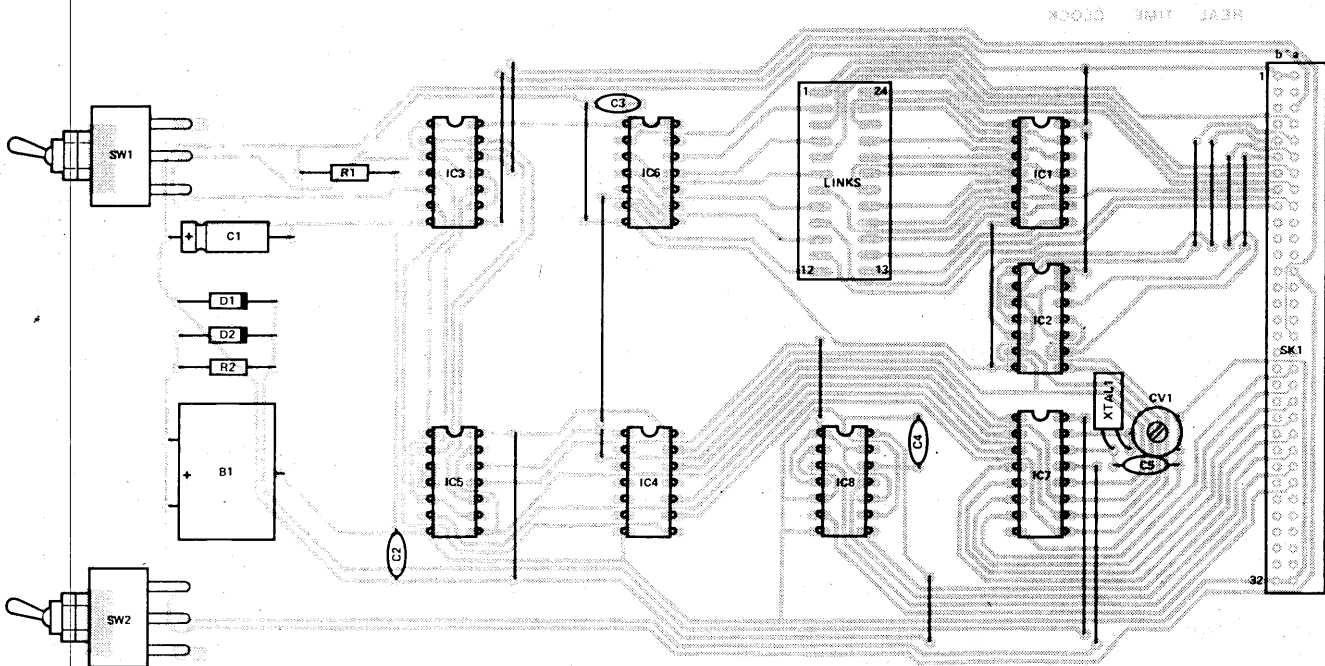 REAL TIME CLOCK
b a
1
C3
1 24
SW1
R1
IC3
IC6
LINKS
IC1
+ C1
12 13
D1
D2
IC2
R2
SK1
XTAL1
CV1
+ B1
C4
C5
IC5
IC4
IC8
IC7
C2
32
SW2